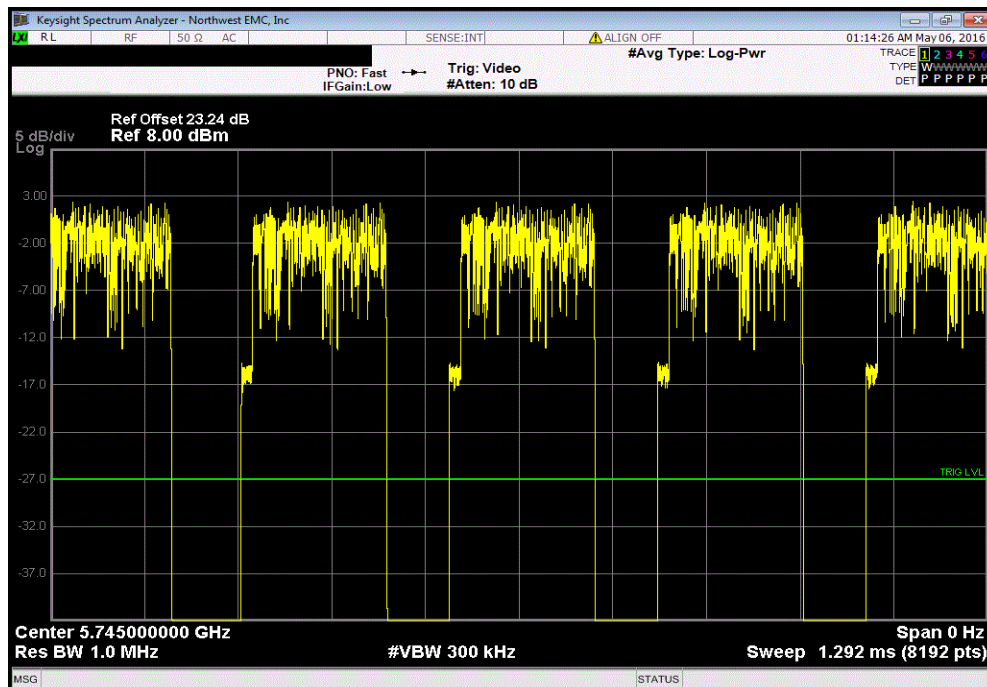 Keysight Spectrum Analyzer - Northwest EMC, Inc
LXI RL RF 50 Ω AC SENSE:INT ALIGN OFF 01:14:26 AM May 06, 2016
#Avg Type: Log-Pwr TRACE 1 2 3 4 5 6
PNO: Fast Trig: Video TYPE WWWWWW
IFGain:Low #Atten: 10 dB DET P P P P P P
Ref Offset 23.24 dB
5 dB/div Ref 8.00 dBm
Log
3.00
-2.00
-7.00
-12.0
-17.0
-22.0
TRIG LVL
-27.0
-32.0
-37.0
Center 5.745000000 GHz Span 0 Hz
Res BW 1.0 MHz #VBW 300 kHz Sweep 1.292 ms (8192 pts)
MSG STATUS